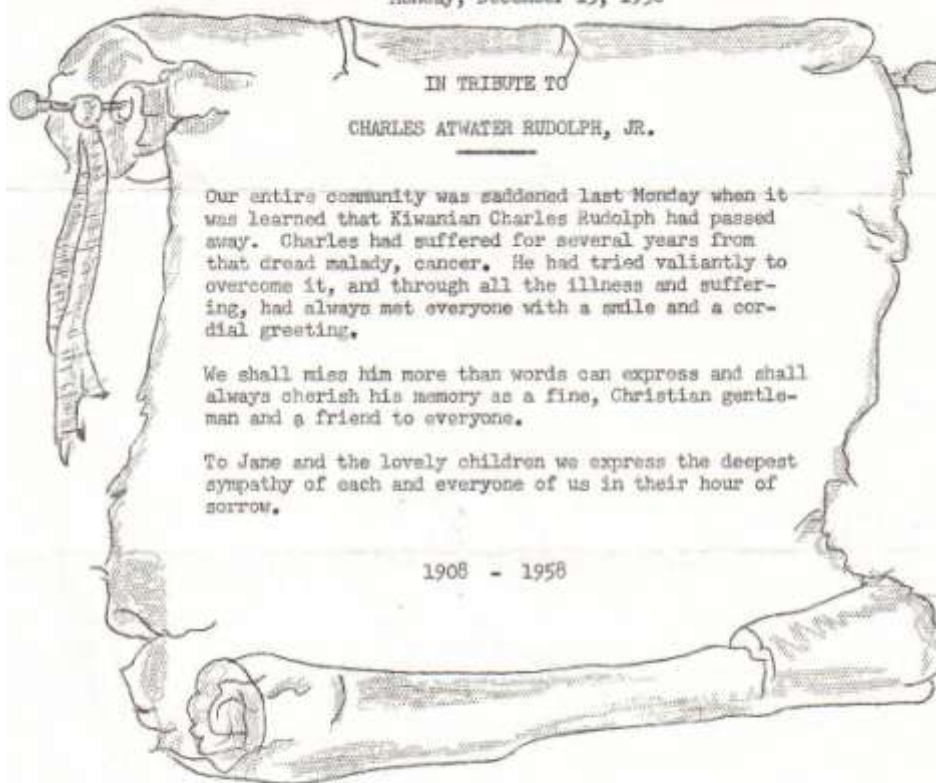 Monday, December
IN TRIBUTE TO
CHARLES ATWATER RUDOLPH, JR.
Our entire community was saddened last Monday when it
was learned that Kiwanian Charles Rudolph had passed
away. Charles had suffered for several years from
that dread malady, cancer. He had tried valiantly to
overcome it, and through all the illness and suffer-
ing, had always met everyone with a smile and a cor-
dial greeting.
We shall miss him more than words can express and shall
always cherish his memory as a fine, Christian gentle-
man and a friend to everyone.
To Jane and the lovely children we express the deepest
sympathy of each and everyone of us in their hour of
sorrow.
1908 - 1958